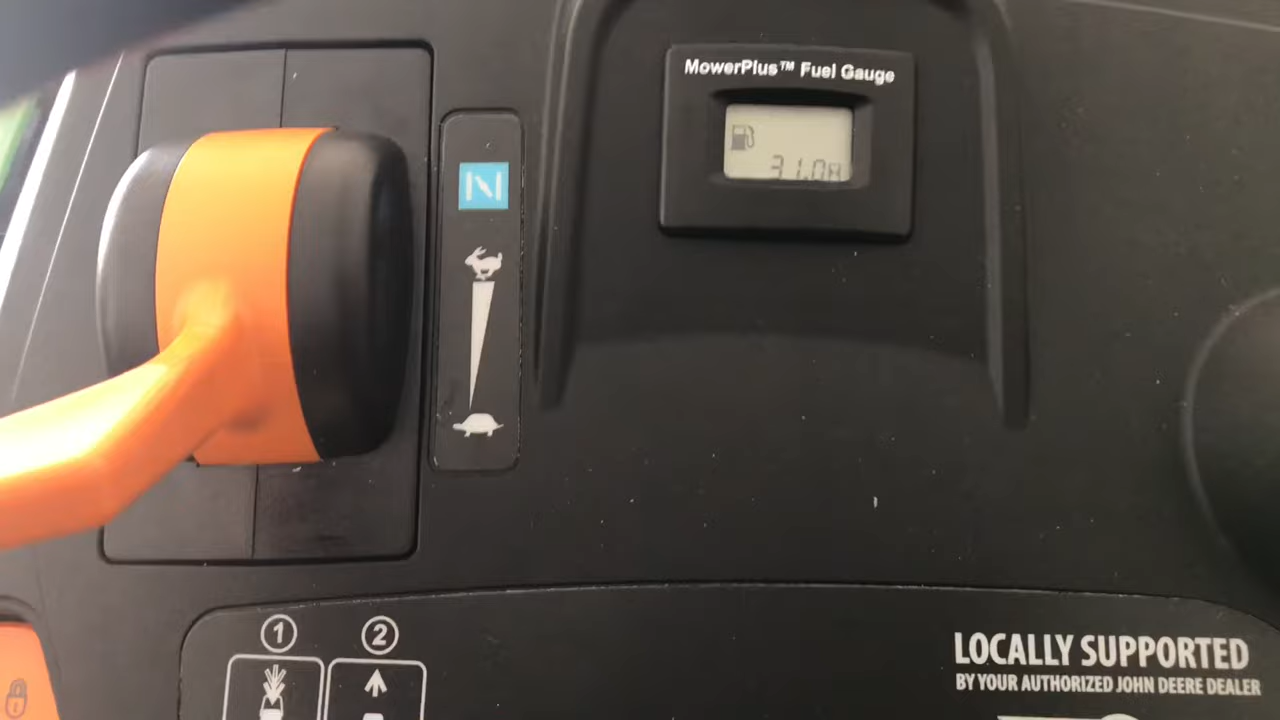 MowerPlus™ Fuel Gauge
31.0H
1 2
LOCALLY SUPPORTED
BY YOUR AUTHORIZED JOHN DEERE DEALER